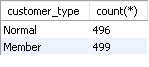 customer_type count(*)
Normal 496
Member 499